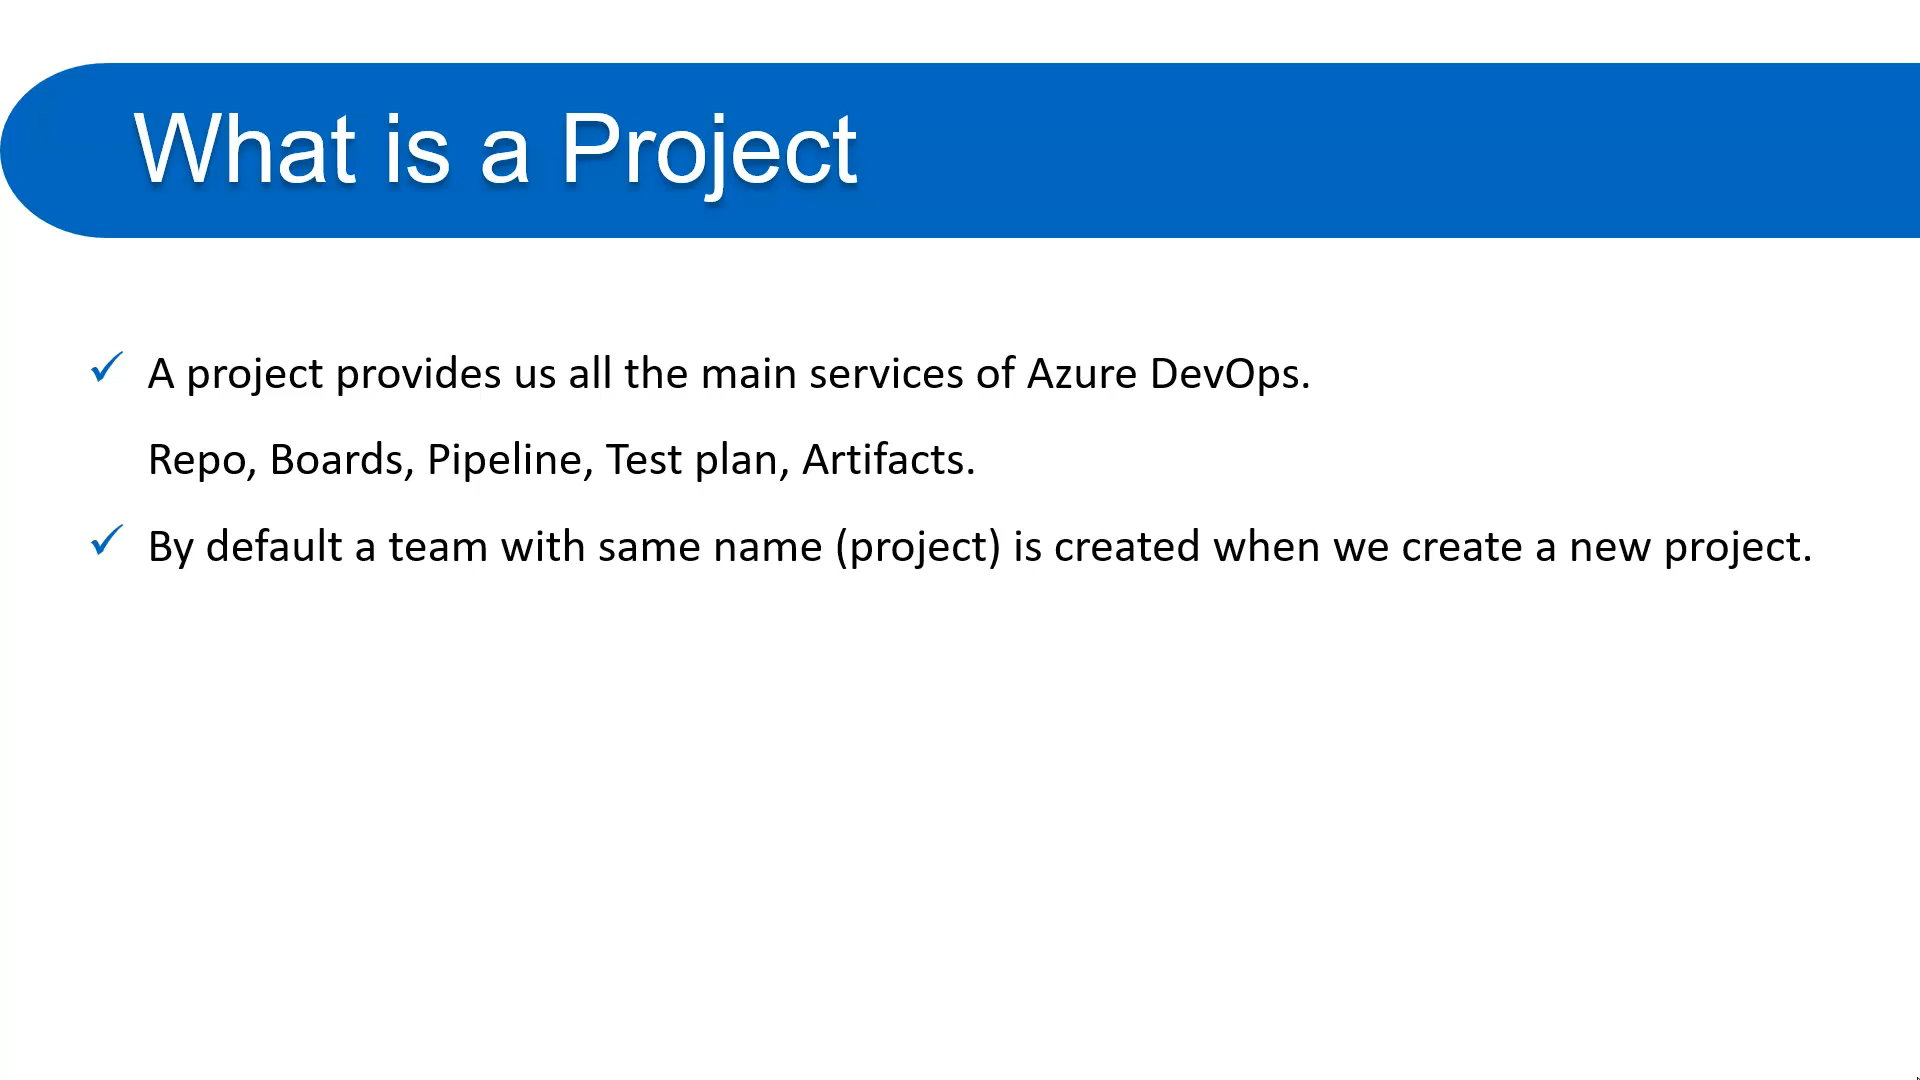 What is a Project
✓ A project provides us all the main services of Azure DevOps.
Repo, Boards, Pipeline, Test plan, Artifacts.
✓ By default a team with same name (project) is created when we create a new project.